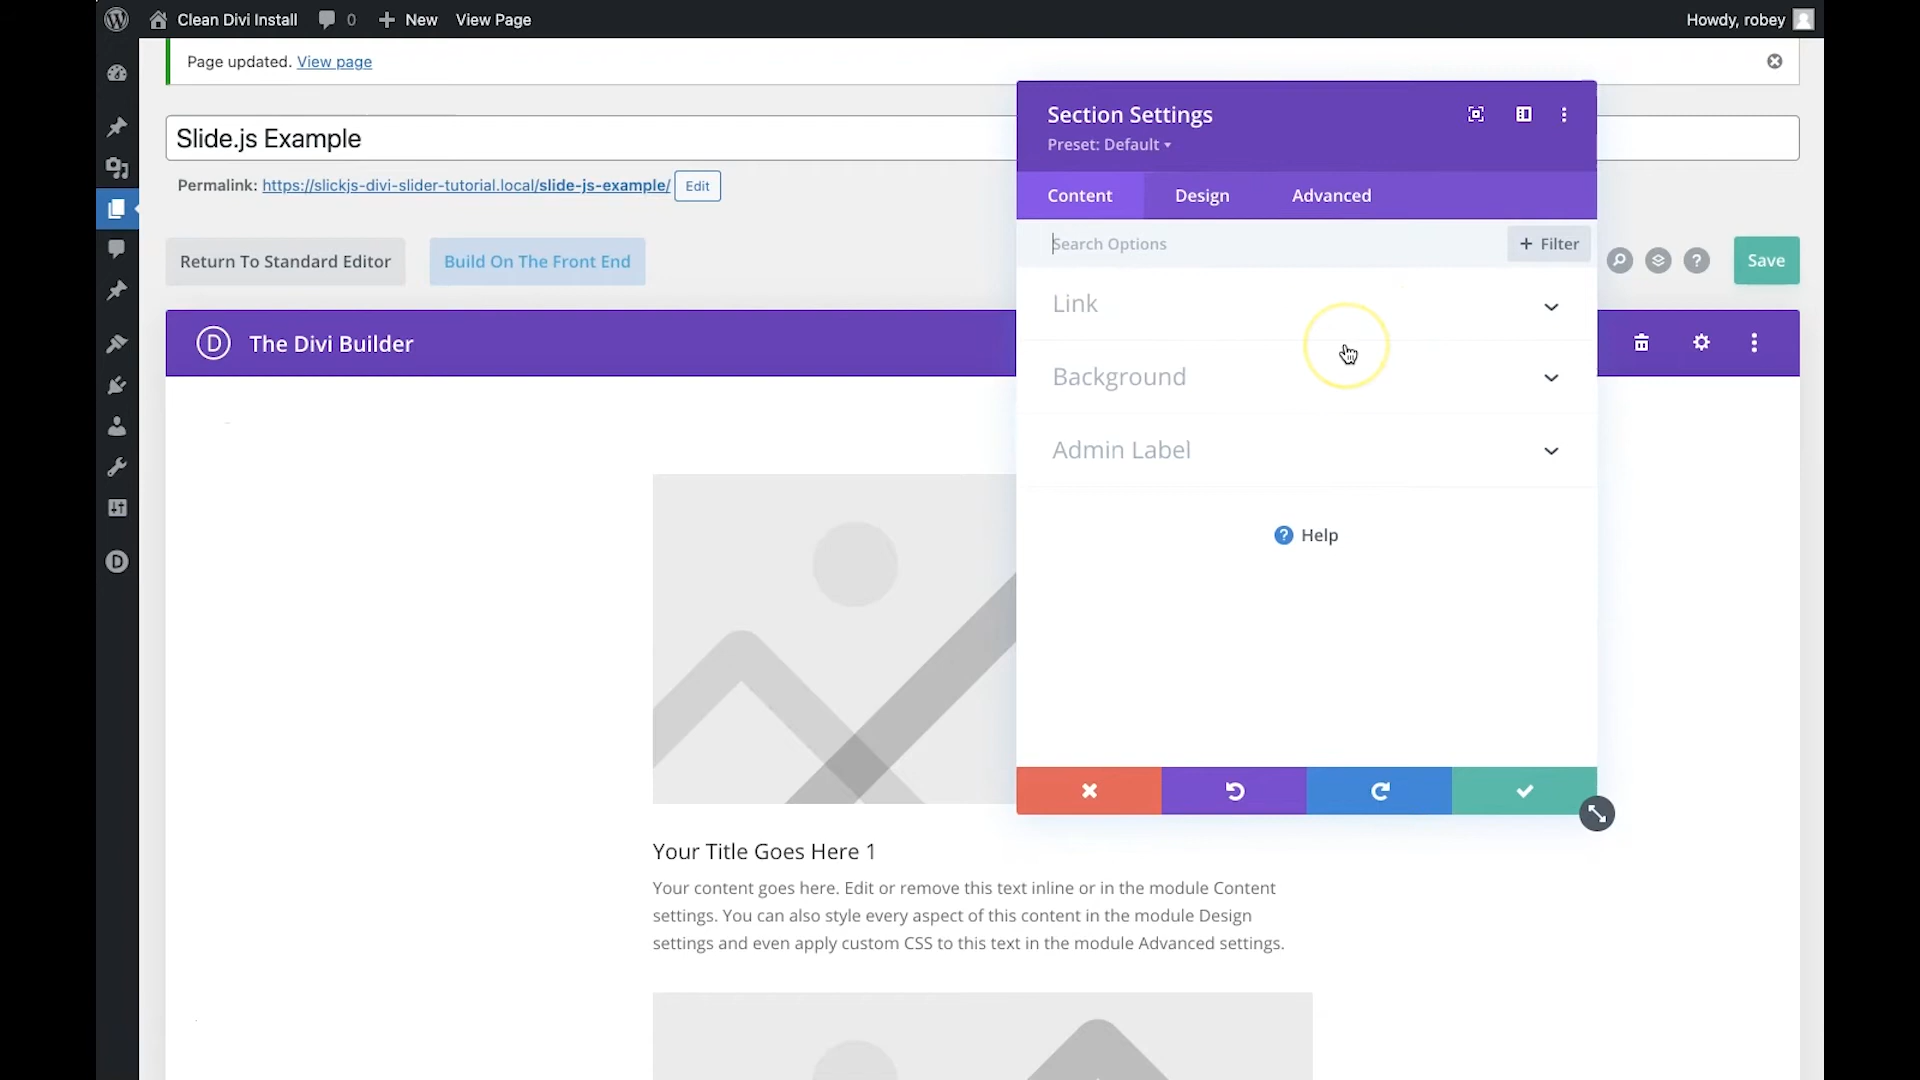 Clean Divi Install 0 + New View Page Howdy, robey
Page updated. View page
Slide.js Example
Permalink: https://slickjs-divi-slider-tutorial.local/slide-js-example/ Edit
Return To Standard Editor Build On The Front End
? Save
D The Divi Builder
Section Settings
Preset: Default
Content Design Advanced
Search Options + Filter
Link
Background
Admin Label
? Help
D
Your Title Goes Here 1
Your content goes here. Edit or remove this text inline or in the module Content
settings. You can also style every aspect of this content in the module Design
settings and even apply custom CSS to this text in the module Advanced settings.